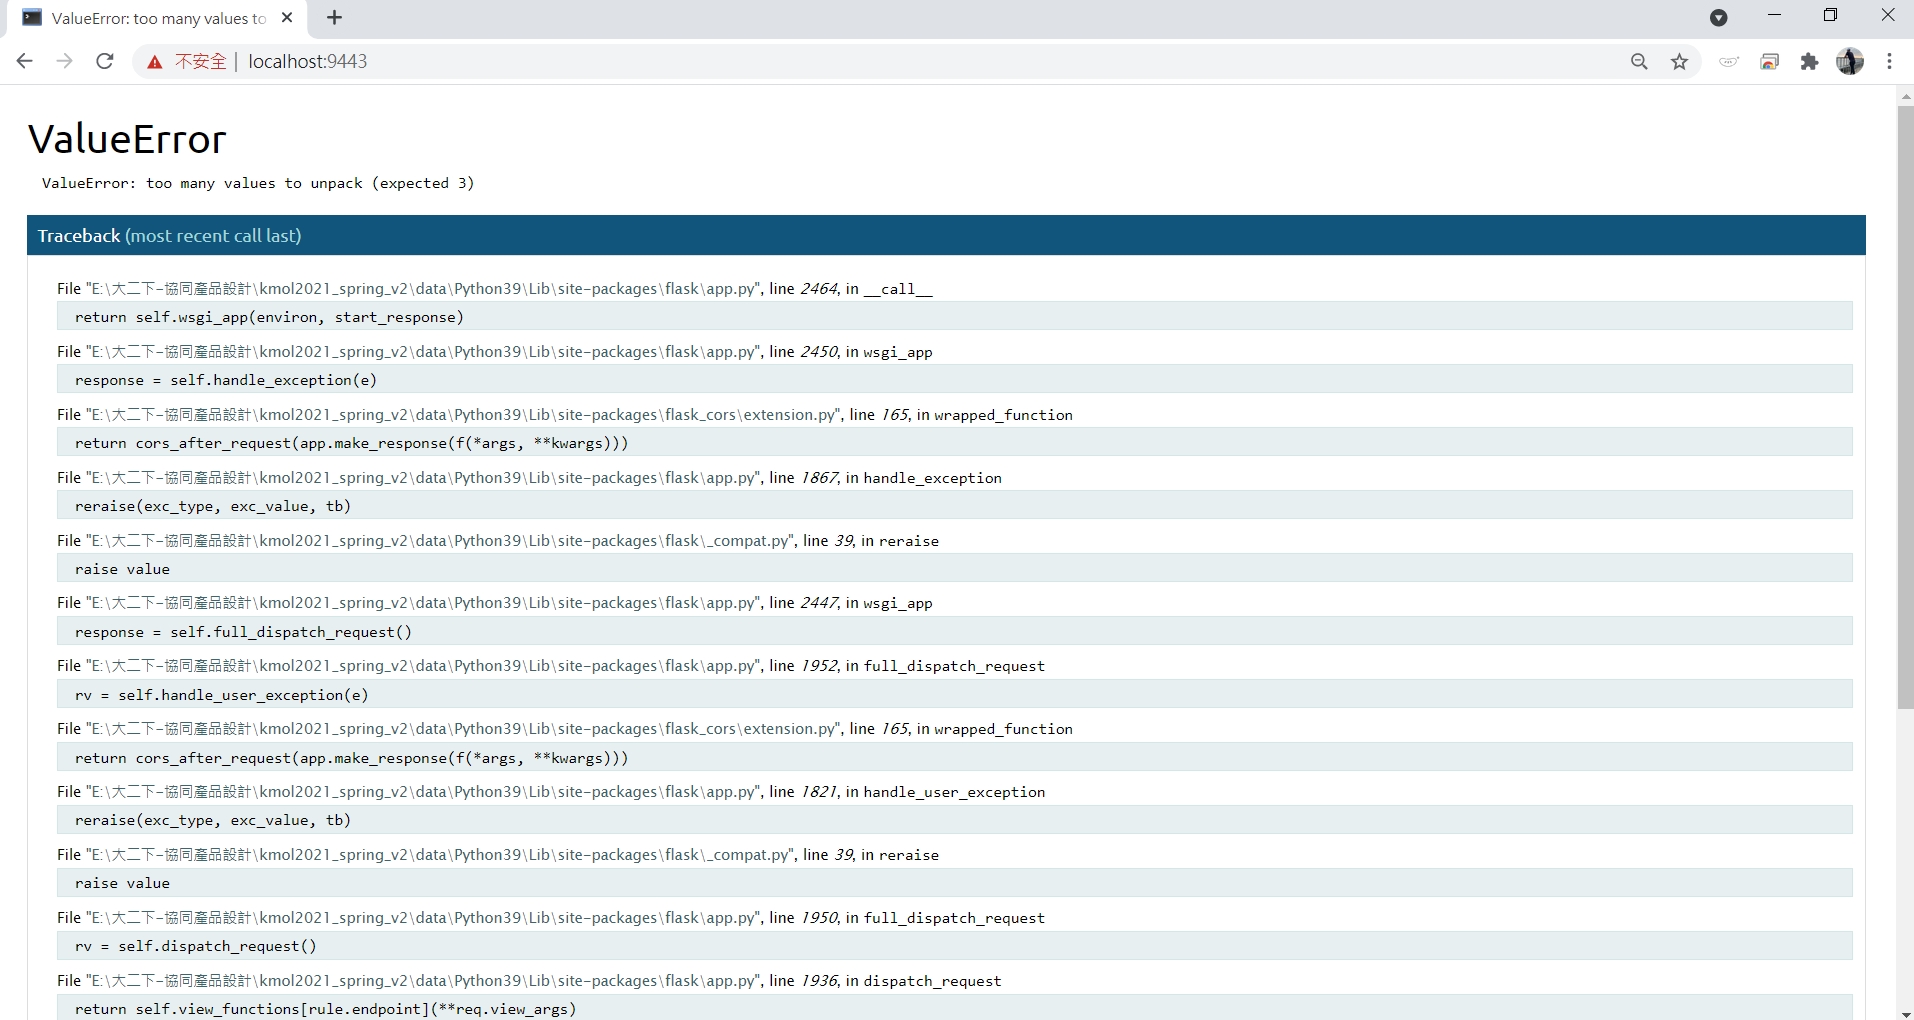 ValueError: too many values to
不安全 | localhost:9443
ValueError
ValueError: too many values to unpack (expected 3)
Traceback (most recent call last)
File "E:\大二下-協同產品設計\kmol2021_spring_v2\data\Python39\Lib\site-packages\flask\app.py", line 2464, in __call__
return self.wsgi_app(environ, start_response)
File "E:\大二下-協同產品設計\kmol2021_spring_v2\data\Python39\Lib\site-packages\flask\app.py", line 2450, in wsgi_app
response = self.handle_exception(e)
File "E:\大二下-協同產品設計\kmol2021_spring_v2\data\Python39\Lib\site-packages\flask_cors\extension.py", line 165, in wrapped_function
return cors_after_request(app.make_response(f(*args, **kwargs)))
File "E:\大二下-協同產品設計\kmol2021_spring_v2\data\Python39\Lib\site-packages\flask\app.py", line 1867, in handle_exception
reraise(exc_type, exc_value, tb)
File "E:\大二下-協同產品設計\kmol2021_spring_v2\data\Python39\Lib\site-packages\flask\_compat.py", line 39, in reraise
raise value
File "E:\大二下-協同產品設計\kmol2021_spring_v2\data\Python39\Lib\site-packages\flask\app.py", line 2447, in wsgi_app
response = self.full_dispatch_request()
File "E:\大二下-協同產品設計\kmol2021_spring_v2\data\Python39\Lib\site-packages\flask\app.py", line 1952, in full_dispatch_request
rv = self.handle_user_exception(e)
File "E:\大二下-協同產品設計\kmol2021_spring_v2\data\Python39\Lib\site-packages\flask_cors\extension.py", line 165, in wrapped_function
return cors_after_request(app.make_response(f(*args, **kwargs)))
File "E:\大二下-協同產品設計\kmol2021_spring_v2\data\Python39\Lib\site-packages\flask\app.py", line 1821, in handle_user_exception
reraise(exc_type, exc_value, tb)
File "E:\大二下-協同產品設計\kmol2021_spring_v2\data\Python39\Lib\site-packages\flask\_compat.py", line 39, in reraise
raise value
File "E:\大二下-協同產品設計\kmol2021_spring_v2\data\Python39\Lib\site-packages\flask\app.py", line 1950, in full_dispatch_request
rv = self.dispatch_request()
File "E:\大二下-協同產品設計\kmol2021_spring_v2\data\Python39\Lib\site-packages\flask\app.py", line 1936, in dispatch_request
return self.view_functions[rule.endpoint](**req.view_args)